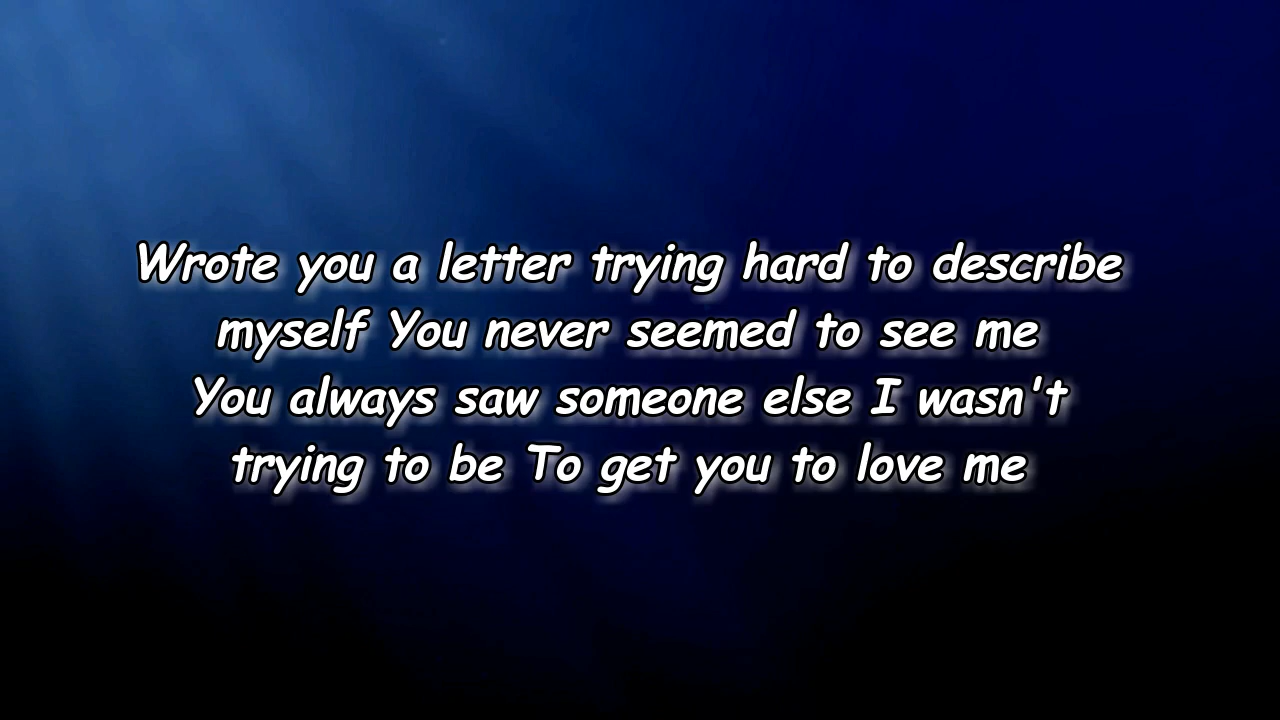 Wrote you a letter trying hard to describe
myself You never seemed to see me
You always saw someone else I wasn't
trying to be To get you to love me